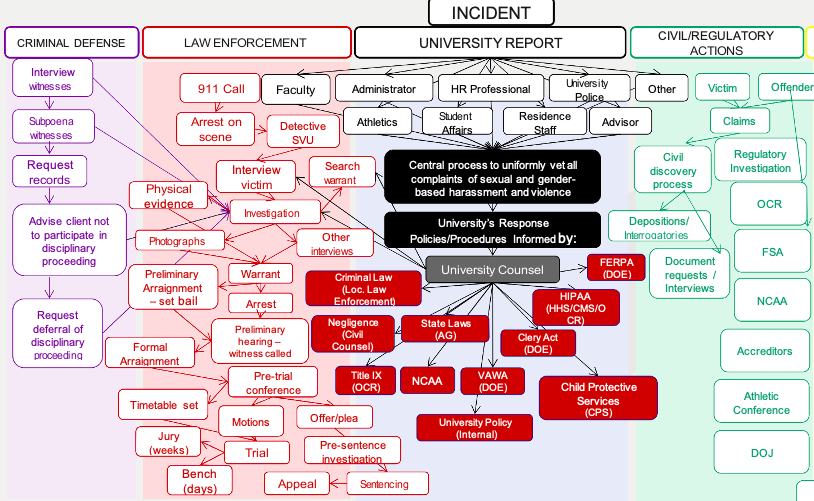 INCIDENT
CRIMINAL DEFENSE
LAW ENFORCEMENT
UNIVERSITY REPORT
CIVIL/REGULATORY
ACTIONS
Interview
witnesses
Subpoena
witnesses
Request
records
Advise client not
to participate in
disciplinary
proceeding
Request
deferral of
disciplinary
proceeding
911 Call
Arrest on
scene
Detective
SVU
Interview
victim
Search
warrant
Physical
evidence
Investigation
Photographs
Other
interviews
Preliminary
Arraignment
– set bail
Warrant
Arrest
Formal
Arraignment
Preliminary
hearing –
witness called
Pre-trial
conference
Timetable set
Motions
Offer/plea
Jury
(weeks)
Trial
Pre-sentence
investigation
Bench
(days)
Appeal
Sentencing
Faculty
Administrator
HR Professional
University
Police
Other
Athletics
Student
Affairs
Residence
Staff
Advisor
Central process to uniformly vet all
complaints of sexual and gender-
based harassment and violence
University's Response
Policies/Procedures Informed by:
University Counsel
FERPA
(DOE)
Criminal Law
(Loc. Law
Enforcement)
HIPAA
(HHS/CMS/O
CR)
Negligence
(Civil
Counsel)
State Laws
(AG)
Clery Act
(DOE)
Title IX
(OCR)
NCAA
VAWA
(DOE)
Child Protective
Services
(CPS)
University Policy
(Internal)
Victim
Offender
Claims
Civil
discovery
process
Regulatory
Investigation
Depositions/
Interrogatories
Document
requests /
Interviews
OCR
FSA
NCAA
Accreditors
Athletic
Conference
DOJ